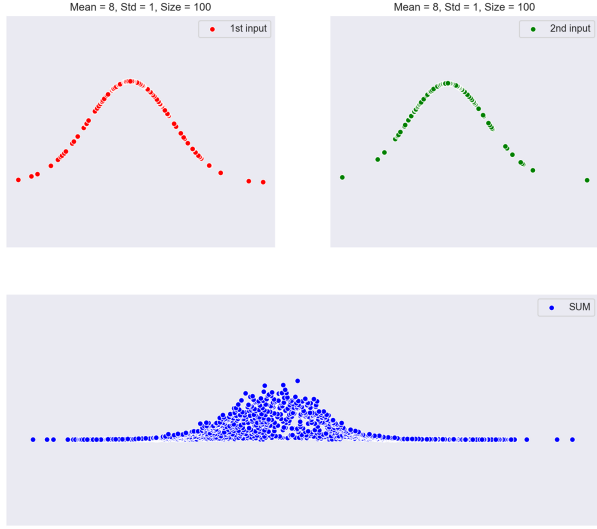 Mean = 8, Std = 1, Size = 100
1st input
Mean = 8, Std = 1, Size = 100
2nd input
SUM